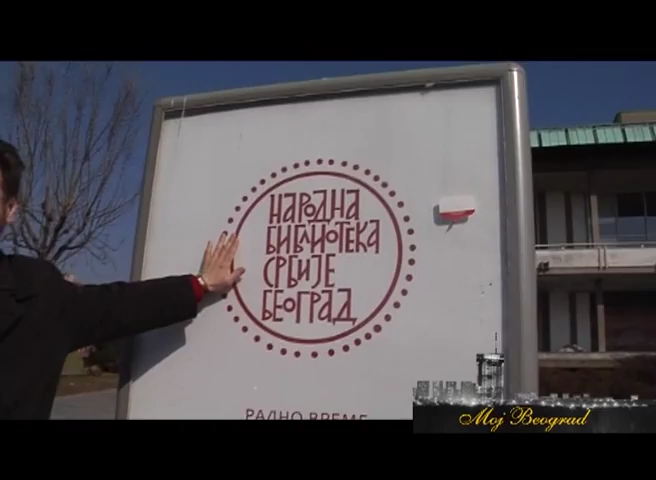 НАРОДНА
БИБЛИОТЕКА
СРБИЈЕ
БЕОГРАД
РАДНО ВРЕМЕ
Moj Beograd